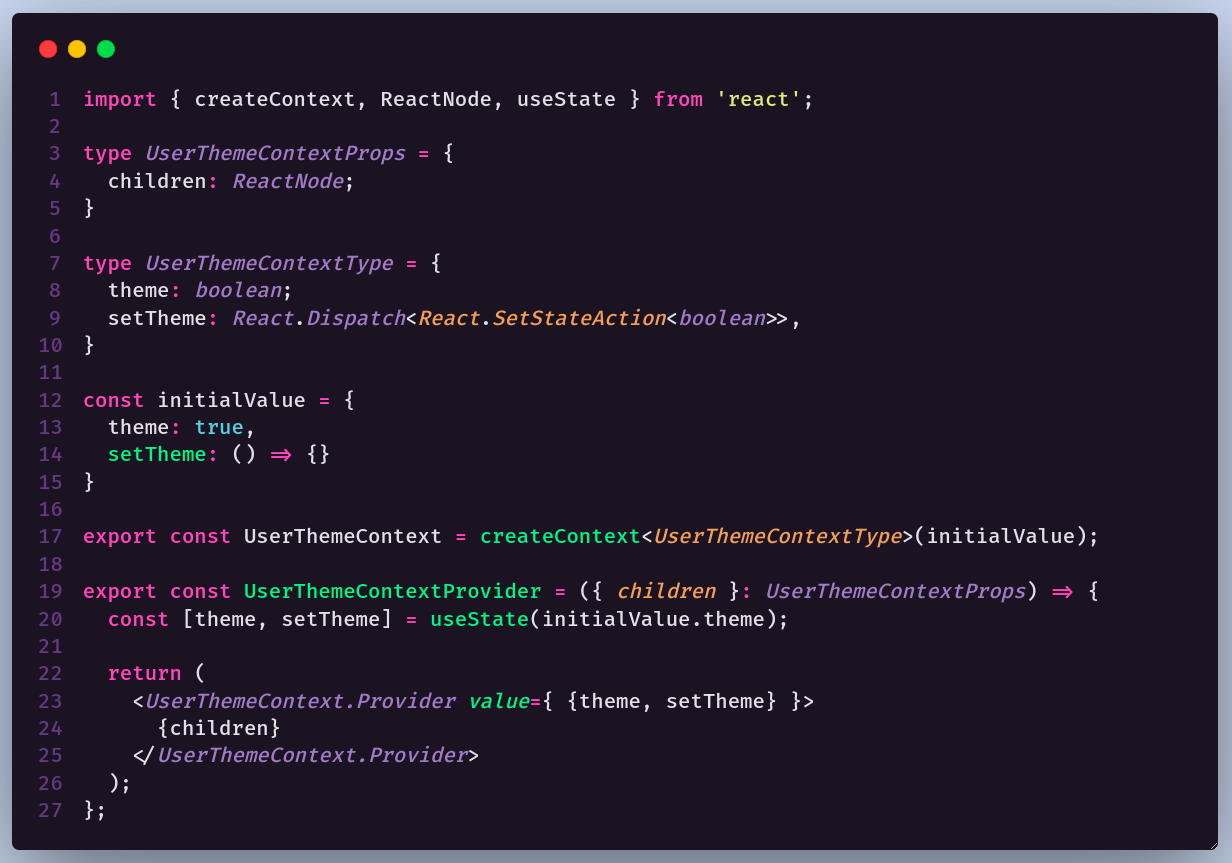 1 import { createContext, ReactNode, useState } from 'react';
2
3 type UserThemeContextProps = {
4   children: ReactNode;
5 }
6
7 type UserThemeContextType = {
8   theme: boolean;
9   setTheme: React.Dispatch<React.SetStateAction<boolean>>,
10 }
11
12 const initialValue = {
13   theme: true,
14   setTheme: () => {}
15 }
16
17 export const UserThemeContext = createContext<UserThemeContextType>(initialValue);
18
19 export const UserThemeContextProvider = ({ children }: UserThemeContextProps) => {
20   const [theme, setTheme] = useState(initialValue.theme);
21
22   return (
23     <UserThemeContext.Provider value={ {theme, setTheme} }>
24       {children}
25     </UserThemeContext.Provider>
26   );
27 };